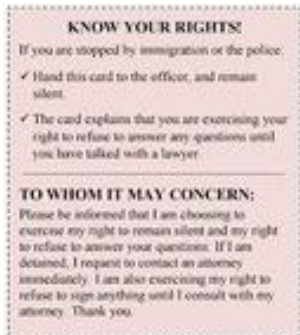 KNOW YOUR RIGHTS!
If you are stopped by immigration or the police:
✓ Hand this card to the officer, and remain
silent.
✓ The card explains that you are exercising your
right to refuse to answer any questions until
you have talked with a lawyer.
TO WHOM IT MAY CONCERN:
Please be informed that I am choosing to
exercise my right to remain silent and my right
to refuse to answer your questions. If I am
detained, I request to contact an attorney
immediately. I am also exercising my right to
refuse to sign anything until I consult with my
attorney. Thank you.